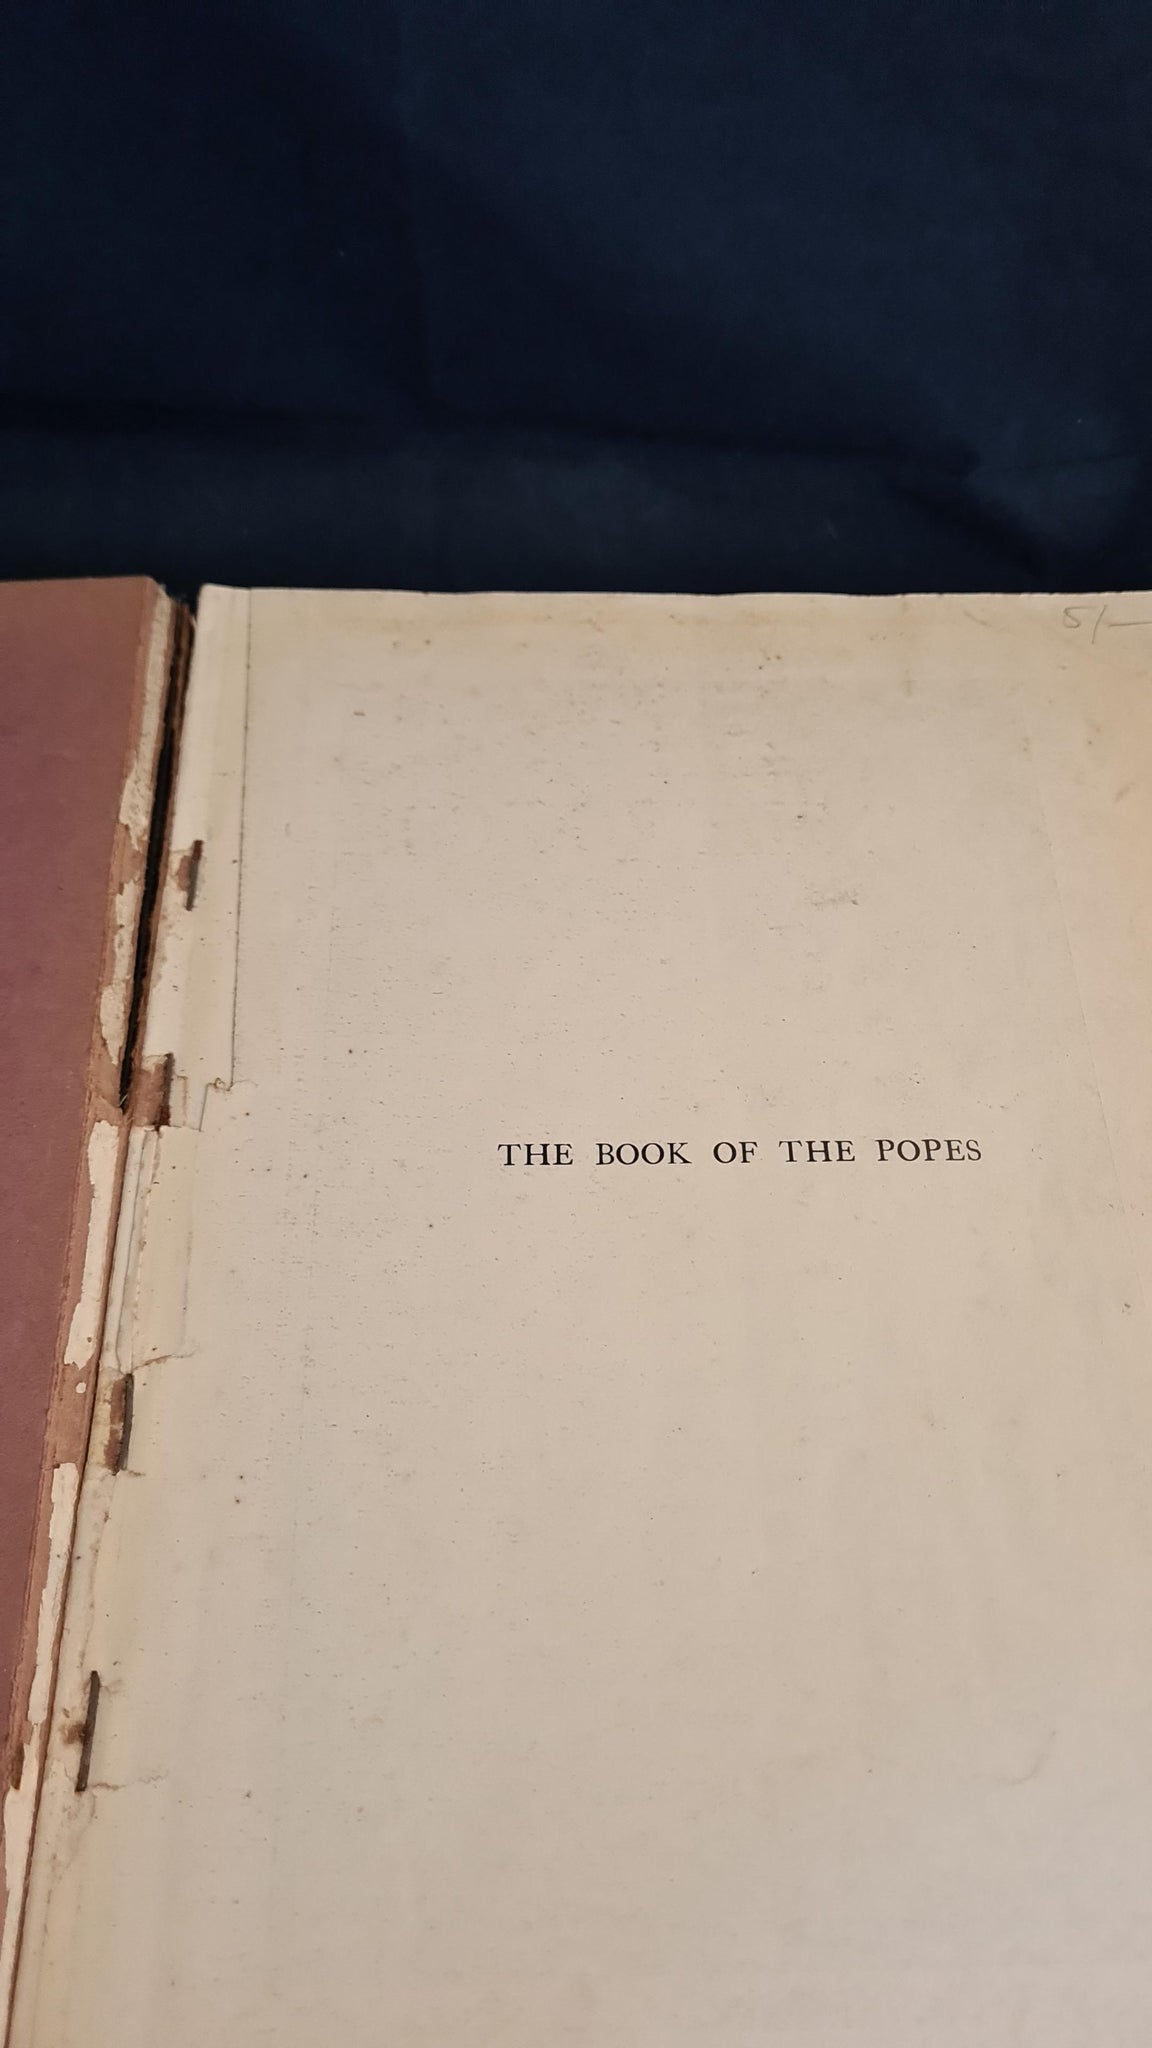 5/—
THE BOOK OF THE POPES